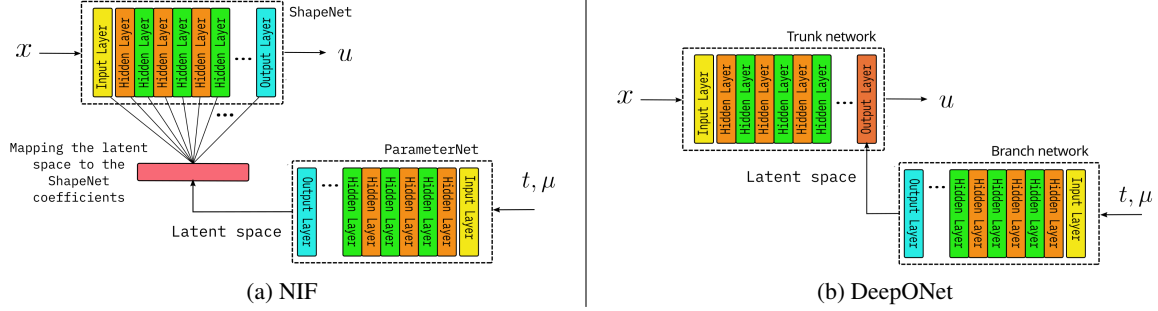 ShapeNet
x
Input Layer
Hidden Layer
Hidden Layer
Hidden Layer
Hidden Layer
Hidden Layer
Hidden Layer
...
Output Layer
u
...
Mapping the latent
space to the
ShapeNet
coefficients
Latent space
ParameterNet
Output Layer
...
Hidden Layer
Hidden Layer
Hidden Layer
Hidden Layer
Hidden Layer
Hidden Layer
Input Layer
t, μ
(a) NIF
Trunk network
x
Input Layer
Hidden Layer
Hidden Layer
Hidden Layer
Hidden Layer
Hidden Layer
Hidden Layer
...
Output Layer
u
Latent space
Branch network
Output Layer
...
Hidden Layer
Hidden Layer
Hidden Layer
Hidden Layer
Hidden Layer
Hidden Layer
Input Layer
t, μ
(b) DeepONet